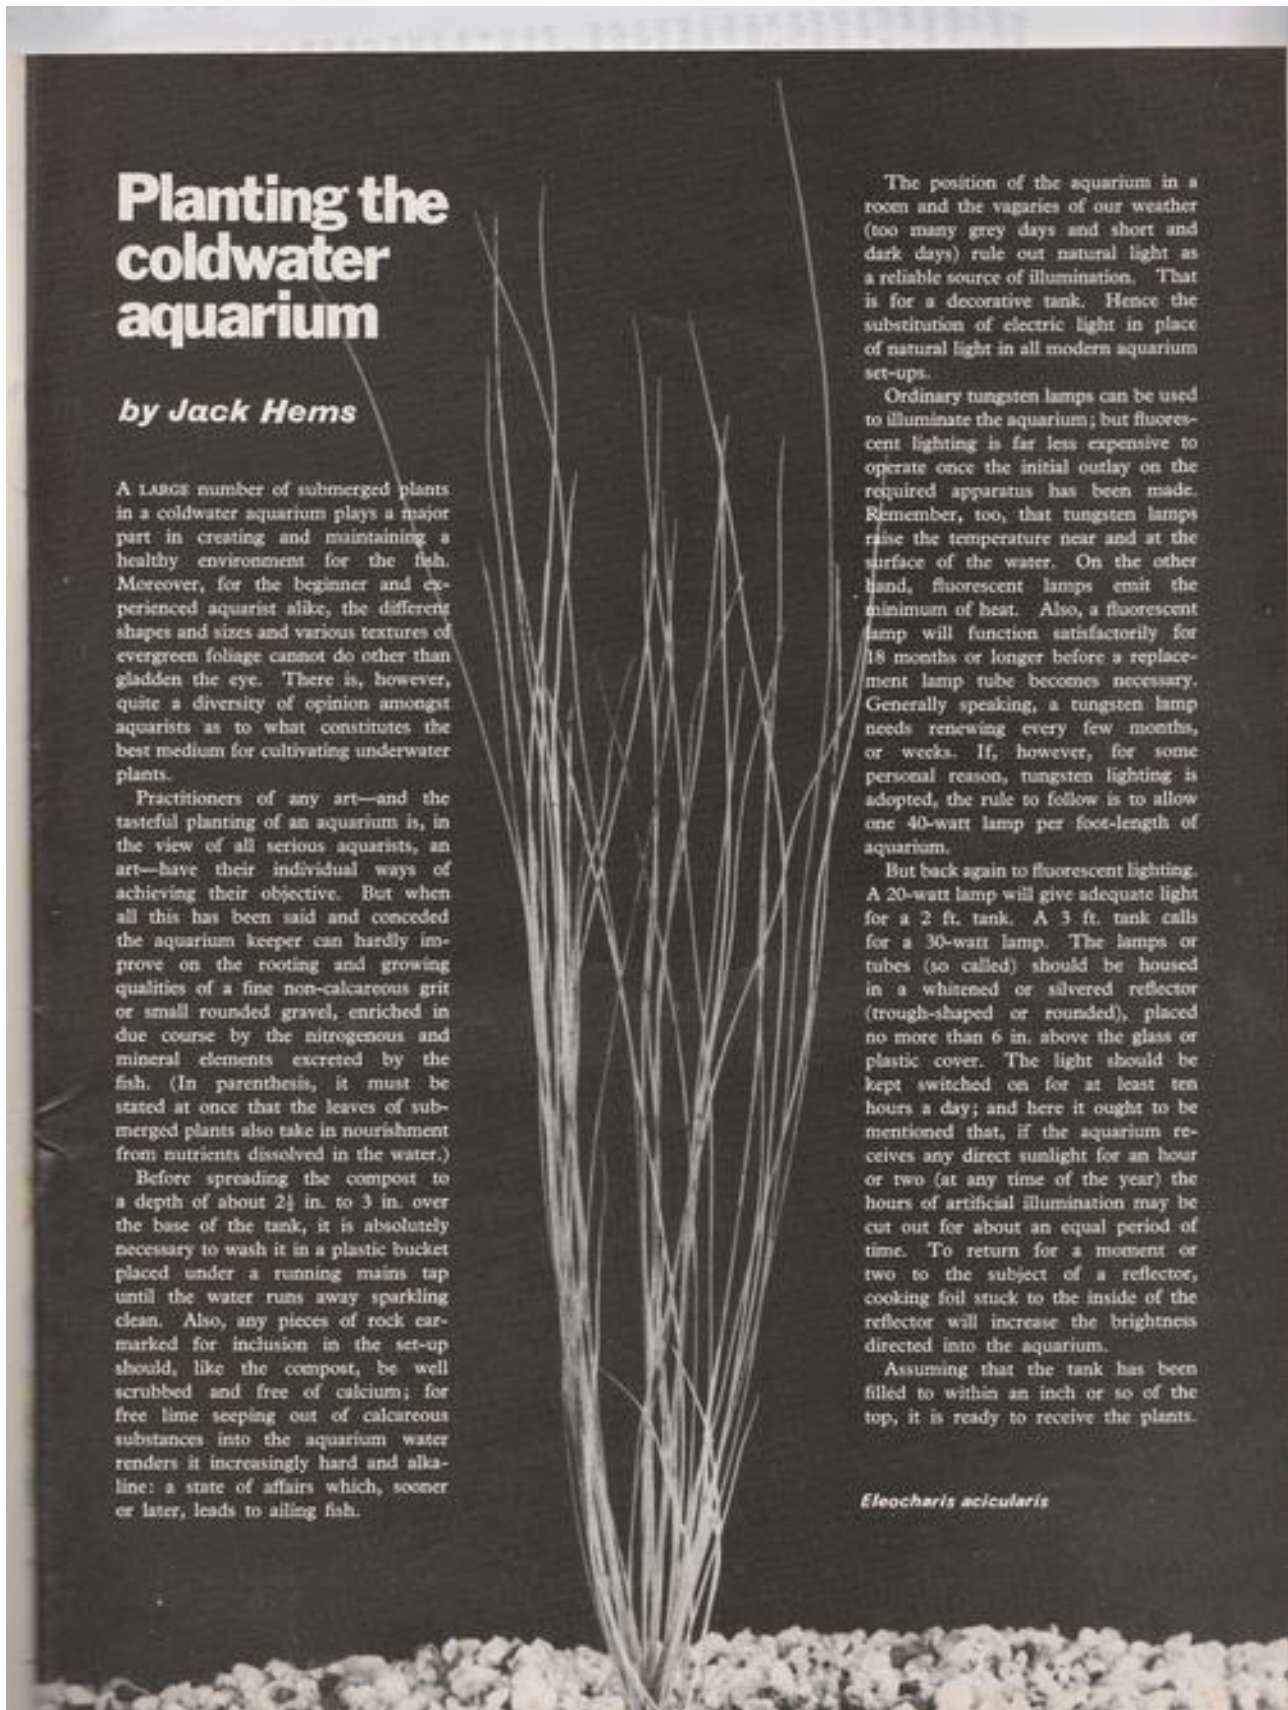 Planting the
coldwater
aquarium
by Jack Hems
A LARGE number of submerged plants
in a coldwater aquarium plays a major
part in creating and maintaining a
healthy environment for the fish.
Moreover, for the beginner and ex-
perienced aquarist alike, the different
shapes and sizes and various textures of
evergreen foliage cannot do other than
gladden the eye. There is, however,
quite a diversity of opinion amongst
aquarists as to what constitutes the
best medium for cultivating underwater
plants.
Practitioners of any art—and the
tasteful planting of an aquarium is, in
the view of all serious aquarists, an
art—have their individual ways of
achieving their objective. But when
all this has been said and conceded
the aquarium keeper can hardly im-
prove on the rooting and growing
qualities of a fine non-calcareous grit
or small rounded gravel, enriched in
due course by the nitrogenous and
mineral elements excreted by the
fish. (In parenthesis, it must be
stated at once that the leaves of sub-
merged plants also take in nourishment
from nutrients dissolved in the water.)
Before spreading the compost to
a depth of about 2½ in. to 3 in. over
the base of the tank, it is absolutely
necessary to wash it in a plastic bucket
placed under a running mains tap
until the water runs away sparkling
clean. Also, any pieces of rock ear-
marked for inclusion in the set-up
should, like the compost, be well
scrubbed and free of calcium; for
free lime seeping out of calcareous
substances into the aquarium water
renders it increasingly hard and alka-
line: a state of affairs which, sooner
or later, leads to ailing fish.
The position of the aquarium in a
room and the vagaries of our weather
(too many grey days and short and
dark days) rule out natural light as
a reliable source of illumination. That
is for a decorative tank. Hence the
substitution of electric light in place
of natural light in all modern aquarium
set-ups.
Ordinary tungsten lamps can be used
to illuminate the aquarium; but fluores-
cent lighting is far less expensive to
operate once the initial outlay on the
required apparatus has been made.
Remember, too, that tungsten lamps
raise the temperature near and at the
surface of the water. On the other
hand, fluorescent lamps emit the
minimum of heat. Also, a fluorescent
lamp will function satisfactorily for
18 months or longer before a replace-
ment lamp tube becomes necessary.
Generally speaking, a tungsten lamp
needs renewing every few months,
or weeks. If, however, for some
personal reason, tungsten lighting is
adopted, the rule to follow is to allow
one 40-watt lamp per foot-length of
aquarium.
But back again to fluorescent lighting.
A 20-watt lamp will give adequate light
for a 2 ft. tank. A 3 ft. tank calls
for a 30-watt lamp. The lamps or
tubes (so called) should be housed
in a whitened or silvered reflector
(trough-shaped or rounded), placed
no more than 6 in. above the glass or
plastic cover. The light should be
kept switched on for at least ten
hours a day; and here it ought to be
mentioned that, if the aquarium re-
ceives any direct sunlight for an hour
or two (at any time of the year) the
hours of artificial illumination may be
cut out for about an equal period of
time. To return for a moment or
two to the subject of a reflector,
cooking foil stuck to the inside of the
reflector will increase the brightness
directed into the aquarium.
Assuming that the tank has been
filled to within an inch or so of the
top, it is ready to receive the plants.
Eleocharis acicularis